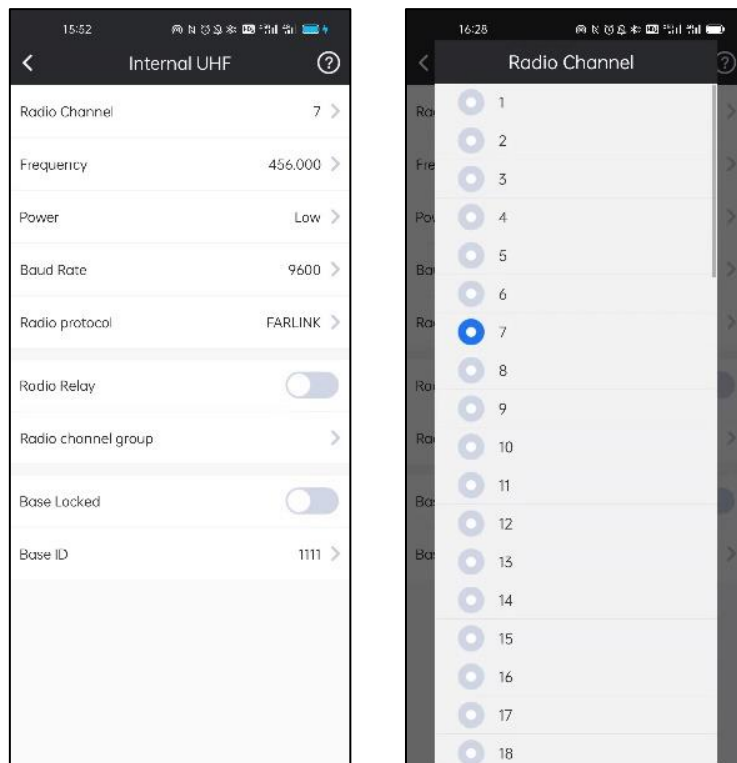 15:52
Internal UHF
Radio Channel 7
Frequency 456.000
Power Low
Baud Rate 9600
Radio protocol FARLINK
Radio Relay
Radio channel group
Base Locked
Base ID 1111
16:28
Radio Channel
1
2
3
4
5
6
7
8
9
10
11
12
13
14
15
16
17
18